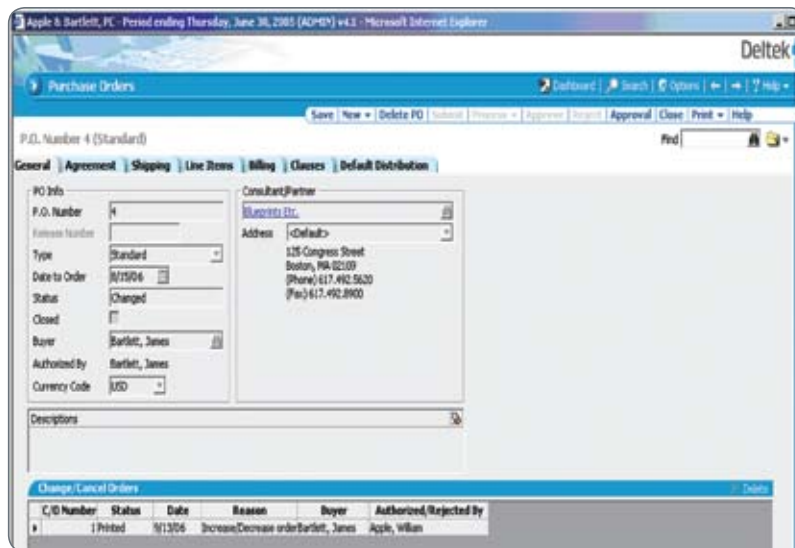 Apple & Bartlett, PC - Period ending Thursday, June 30, 2005 (ADMIN) v4.1 - Microsoft Internet Explorer
Deltek
Purchase Orders
Dashboard | Search | Options | Help
Save | New | Delete PO | Submit | Process | Approve | Reject | Approval | Close | Print | Help
P.O. Number 4 (Standard)
Find
General Agreement Shipping Line Items Billing Clauses Default Distribution
PO Info
Consultant/Partner
P.O. Number 4
Blueprints Etc.
Release Number
Address <Default>
Type Standard
125 Congress Street
Boston, MA 02109
Date to Order 8/15/06
(Phone) 617.492.5620
(Fax) 617.492.8900
Status Changed
Closed
Buyer Bartlett, James
Authorized By Bartlett, James
Currency Code USD
Descriptions
Change/Cancel Orders
Delete
C/O Number Status Date Reason Buyer Authorized/Rejected By
1 Printed 9/13/06 Increase/Decrease order Bartlett, James Apple, William